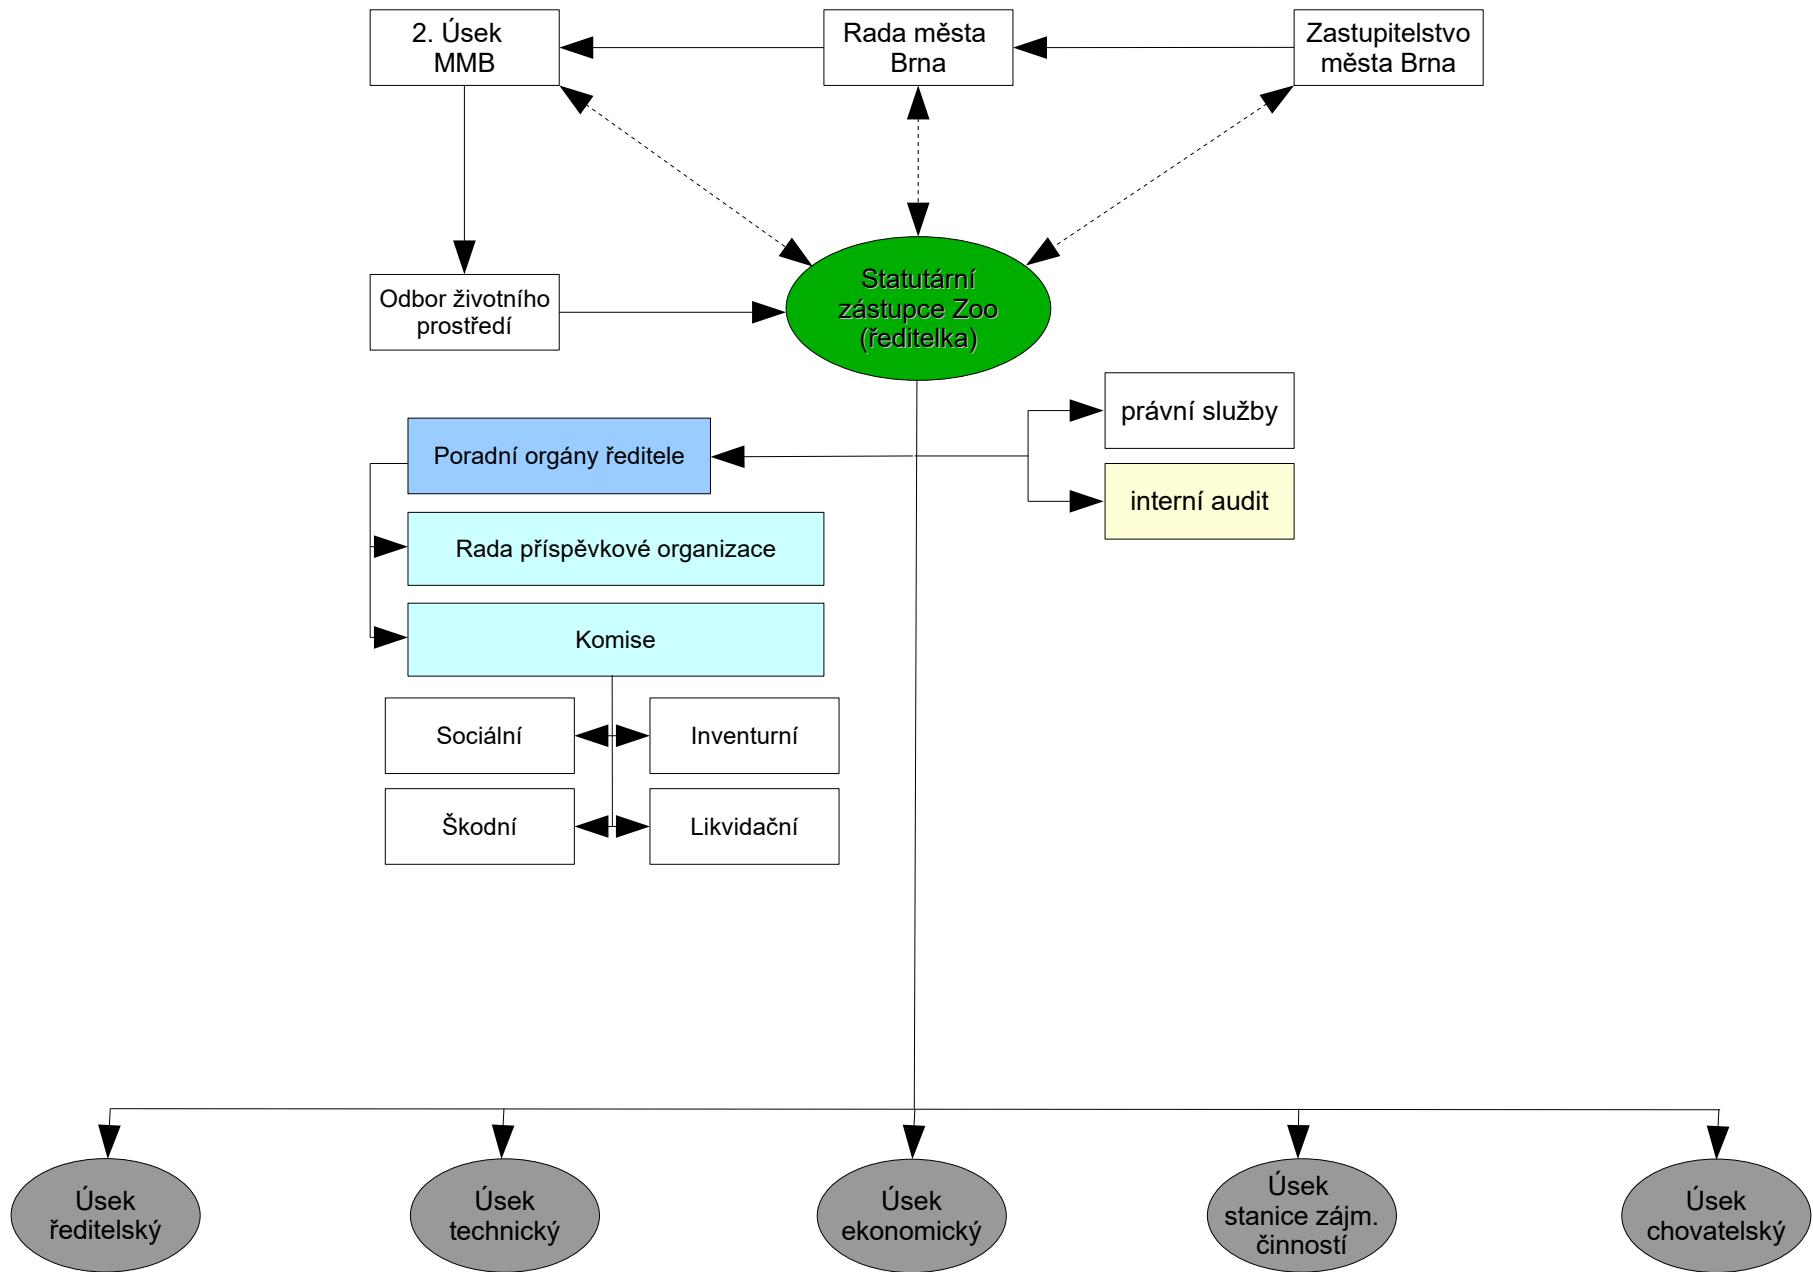 2. Úsek
MMB
Rada města
Brna
Zastupitelstvo
města Brna
Odbor životního
prostředí
Statutární
zástupce Zoo
(ředitelka)
právní služby
Poradní orgány ředitele
interní audit
Rada příspěvkové organizace
Komise
Sociální
Inventurní
Škodní
Likvidační
Úsek
ředitelský
Úsek
technický
Úsek
ekonomický
Úsek
stanice zájm.
činností
Úsek
chovatelský